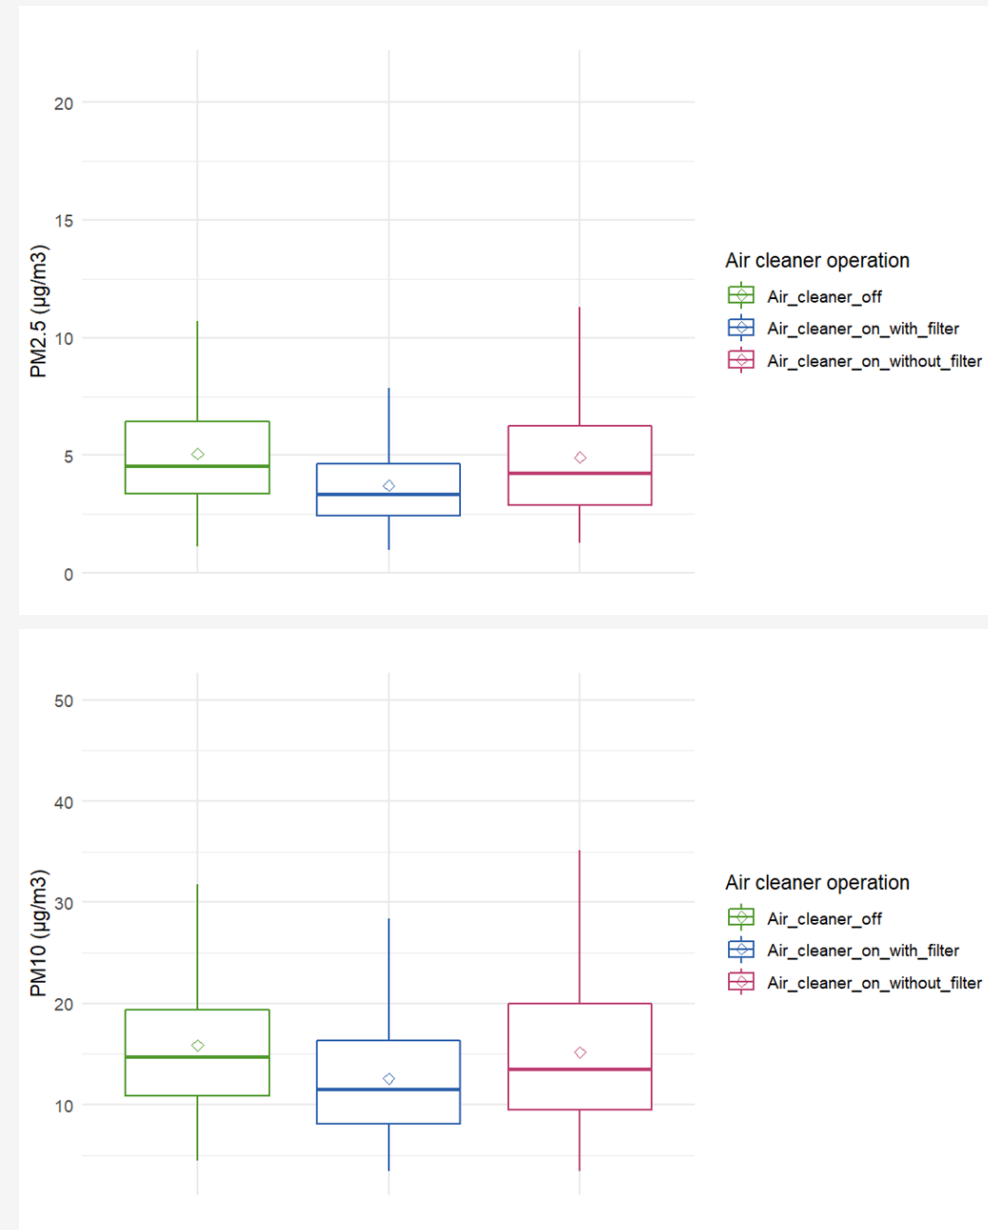 20
15
10
5
0
PM2.5 (µg/m3)
Air cleaner operation
Air_cleaner_off
Air_cleaner_on_with_filter
Air_cleaner_on_without_filter
50
40
30
20
10
PM10 (µg/m3)
Air cleaner operation
Air_cleaner_off
Air_cleaner_on_with_filter
Air_cleaner_on_without_filter